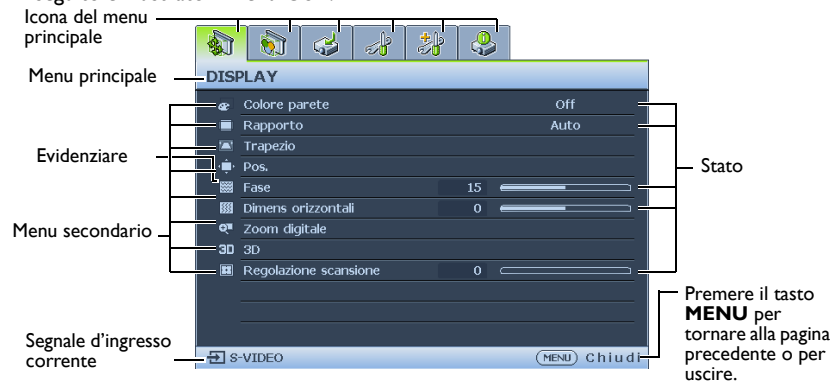 Icona del menu
principale
Menu principale
DISPLAY
Colore parete Off
Rapporto Auto
Trapezio
Evidenziare
Pos.
Stato
Fase 15
Dimens orizzontali 0
Menu secondario
Zoom digitale
3D 3D
Regolazione scansione 0
Premere il tasto
MENU per
tornare alla pagina
precedente o per
uscire.
Segnale d'ingresso
corrente
S-VIDEO
MENU Chiudi